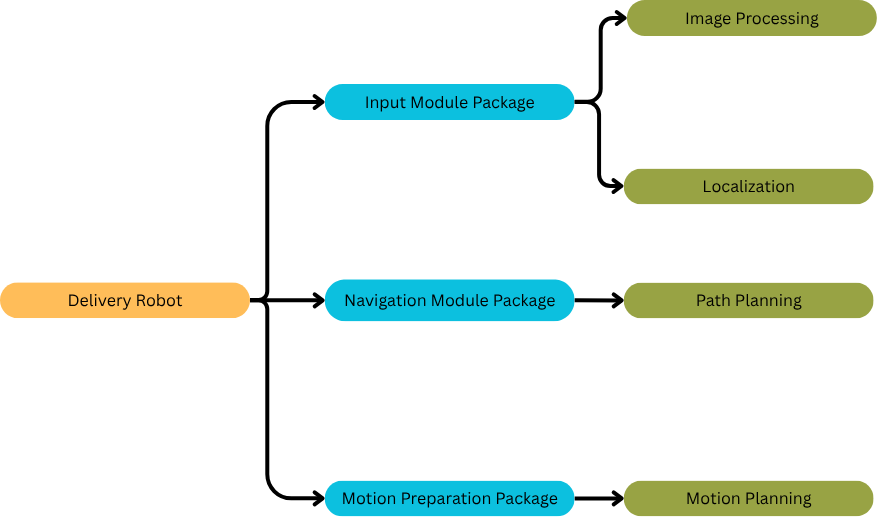 Image Processing
Input Module Package
Localization
Delivery Robot
Navigation Module Package
Path Planning
Motion Preparation Package
Motion Planning